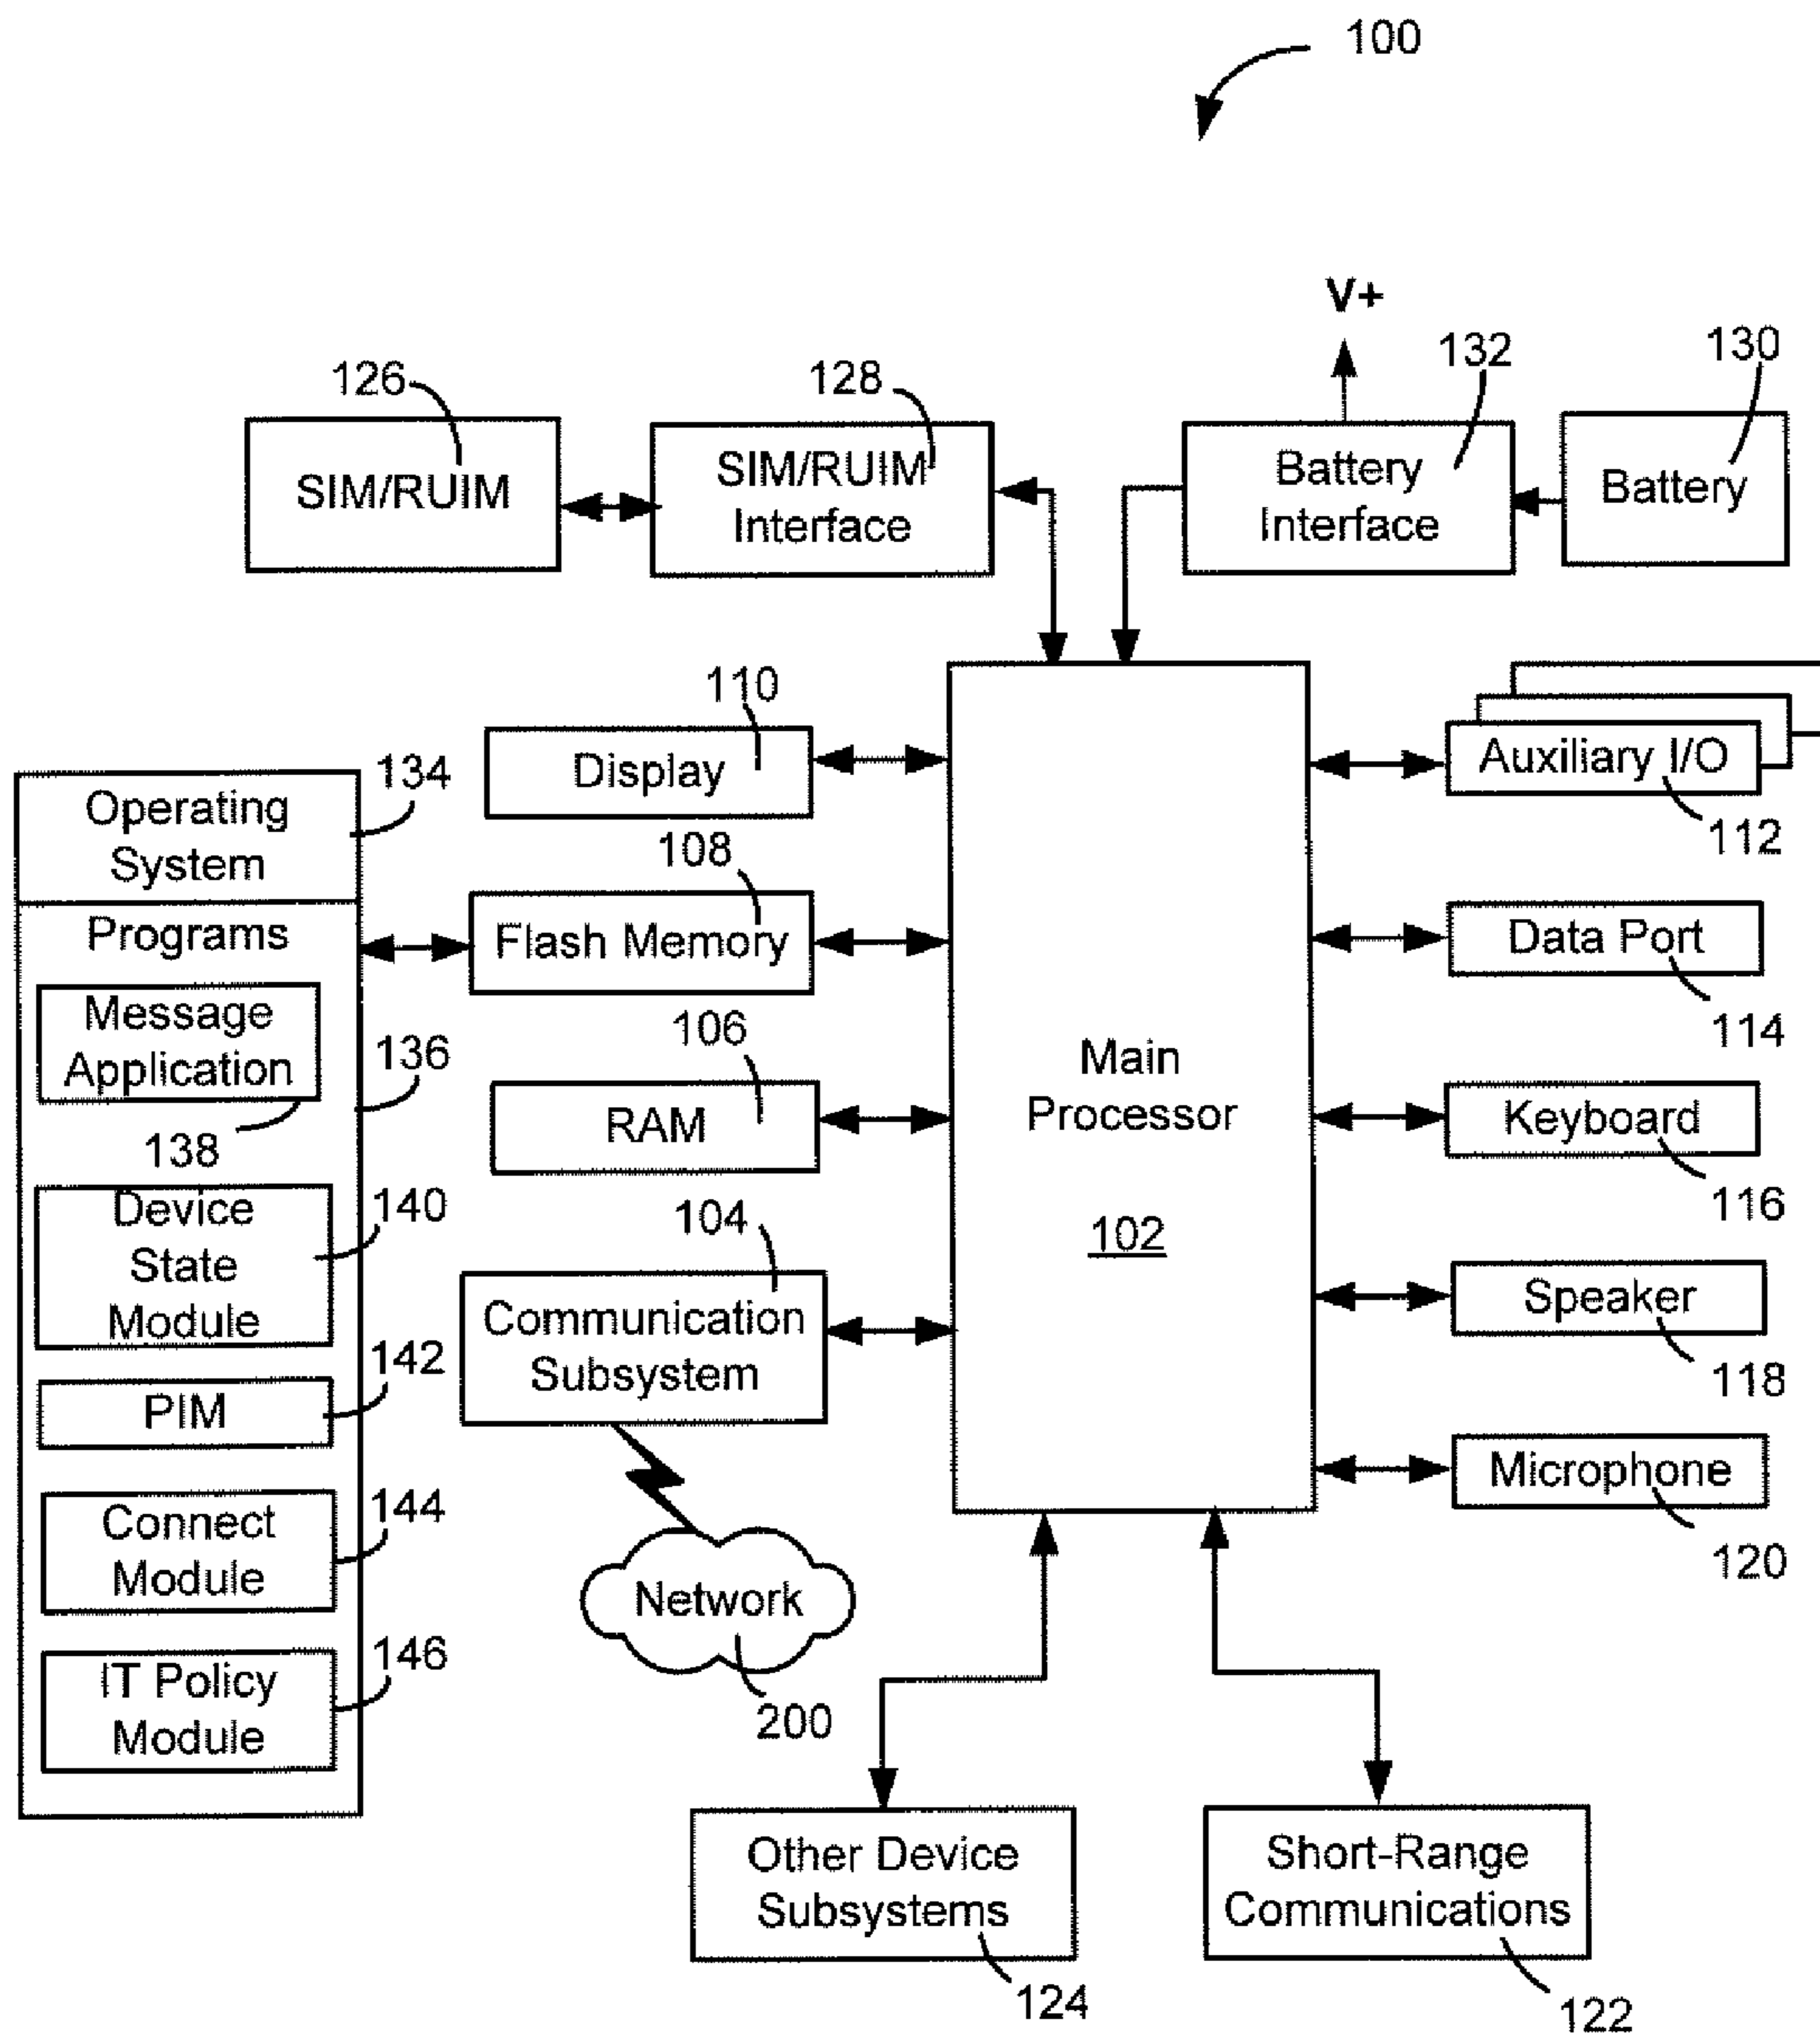 100
V+
132
130
126
128
SIM/RUIM
SIM/RUIM
Interface
Battery
Interface
Battery
110
Display
Auxiliary I/O
112
Operating
System
134
108
Flash Memory
Data Port
114
Programs
Message
Application
138
136
106
RAM
Main
Processor
102
Keyboard
116
Device
State
Module
140
104
Communication
Subsystem
Speaker
118
PIM
142
Microphone
120
Connect
Module
144
Network
200
IT Policy
Module
146
Other Device
Subsystems
124
Short-Range
Communications
122